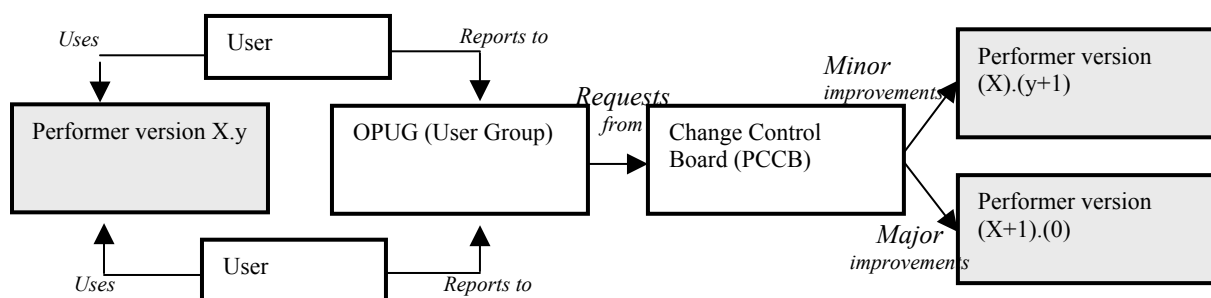 Uses
User
Reports to
Performer version X.y
OPUG (User Group)
Requests
from
Change Control
Board (PCCB)
Minor
improvements
Performer version
(X).(y+1)
Performer version
(X+1).(0)
Major
improvements
Uses
User
Reports to